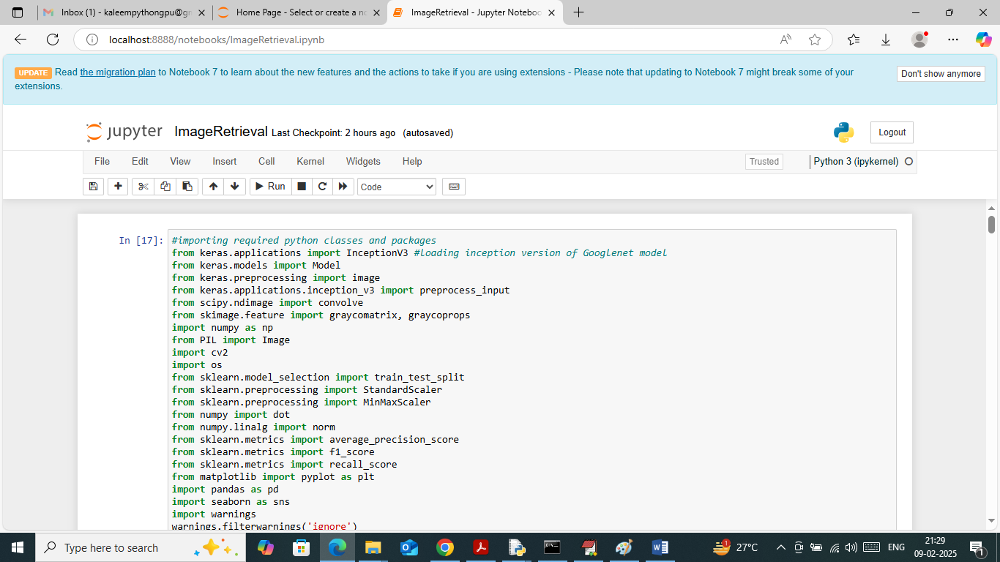 Inbox (1) - kaleempythongpu@gm
Home Page - Select or create a no
ImageRetrieval - Jupyter Noteboo
localhost:8888/notebooks/ImageRetrieval.ipynb
UPDATE Read the migration plan to Notebook 7 to learn about the new features and the actions to take if you are using extensions - Please note that updating to Notebook 7 might break some of your
extensions.
Don't show anymore
jupyter ImageRetrieval Last Checkpoint: 2 hours ago (autosaved)
Logout
File Edit View Insert Cell Kernel Widgets Help
Trusted
Python 3 (ipykernel)
Run
Code
In [17]:
#importing required python classes and packages
from keras.applications import InceptionV3 #loading inception version of Googlenet model
from keras.models import Model
from keras.preprocessing import image
from keras.applications.inception_v3 import preprocess_input
from scipy.ndimage import convolve
from skimage.feature import graycomatrix, graycoprops
import numpy as np
from PIL import Image
import cv2
import os
from sklearn.model_selection import train_test_split
from sklearn.preprocessing import StandardScaler
from sklearn.preprocessing import MinMaxScaler
from numpy import dot
from numpy.linalg import norm
from sklearn.metrics import average_precision_score
from sklearn.metrics import f1_score
from sklearn.metrics import recall_score
from matplotlib import pyplot as plt
import pandas as pd
import seaborn as sns
import warnings
warnings.filterwarnings('ignore')
Type here to search
1
27°C
ENG
21:29
09-02-2025
1